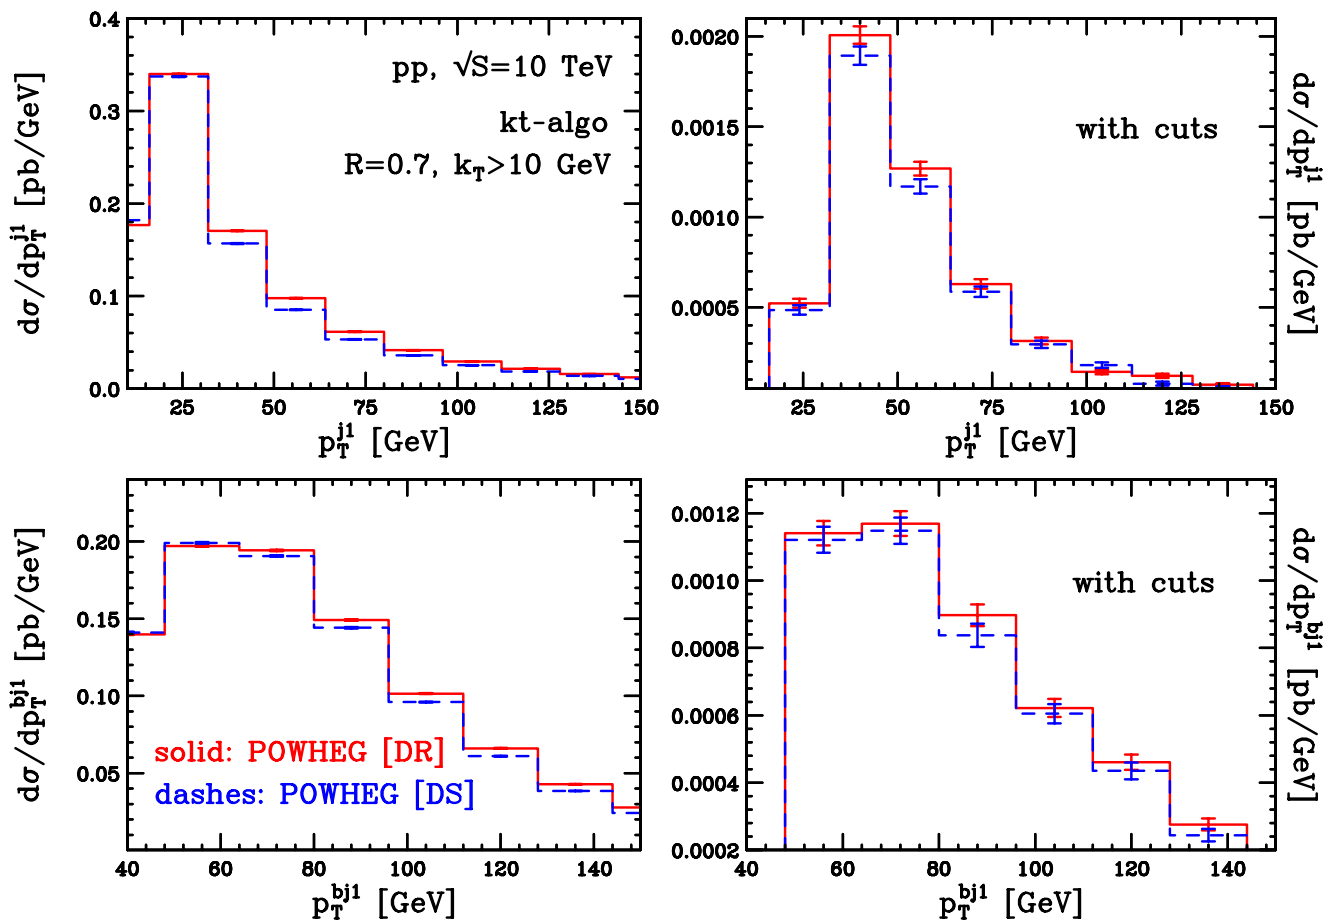 0.4
0.3
0.2
0.1
0.0
dσ/dp_T^{j1} [pb/GeV]
pp, √S=10 TeV
kt-algo
R=0.7, k_T>10 GeV
25 50 75 100 125 150
p_T^{j1} [GeV]
0.0020
0.0015
0.0010
0.0005
with cuts
dσ/dp_T^{j1} [pb/GeV]
25 50 75 100 125 150
p_T^{j1} [GeV]
0.20
0.15
0.10
0.05
dσ/dp_T^{bj1} [pb/GeV]
solid: POWHEG [DR]
dashes: POWHEG [DS]
40 60 80 100 120 140
p_T^{bj1} [GeV]
0.0012
0.0010
0.0008
0.0006
0.0004
0.0002
with cuts
dσ/dp_T^{bj1} [pb/GeV]
40 60 80 100 120 140
p_T^{bj1} [GeV]